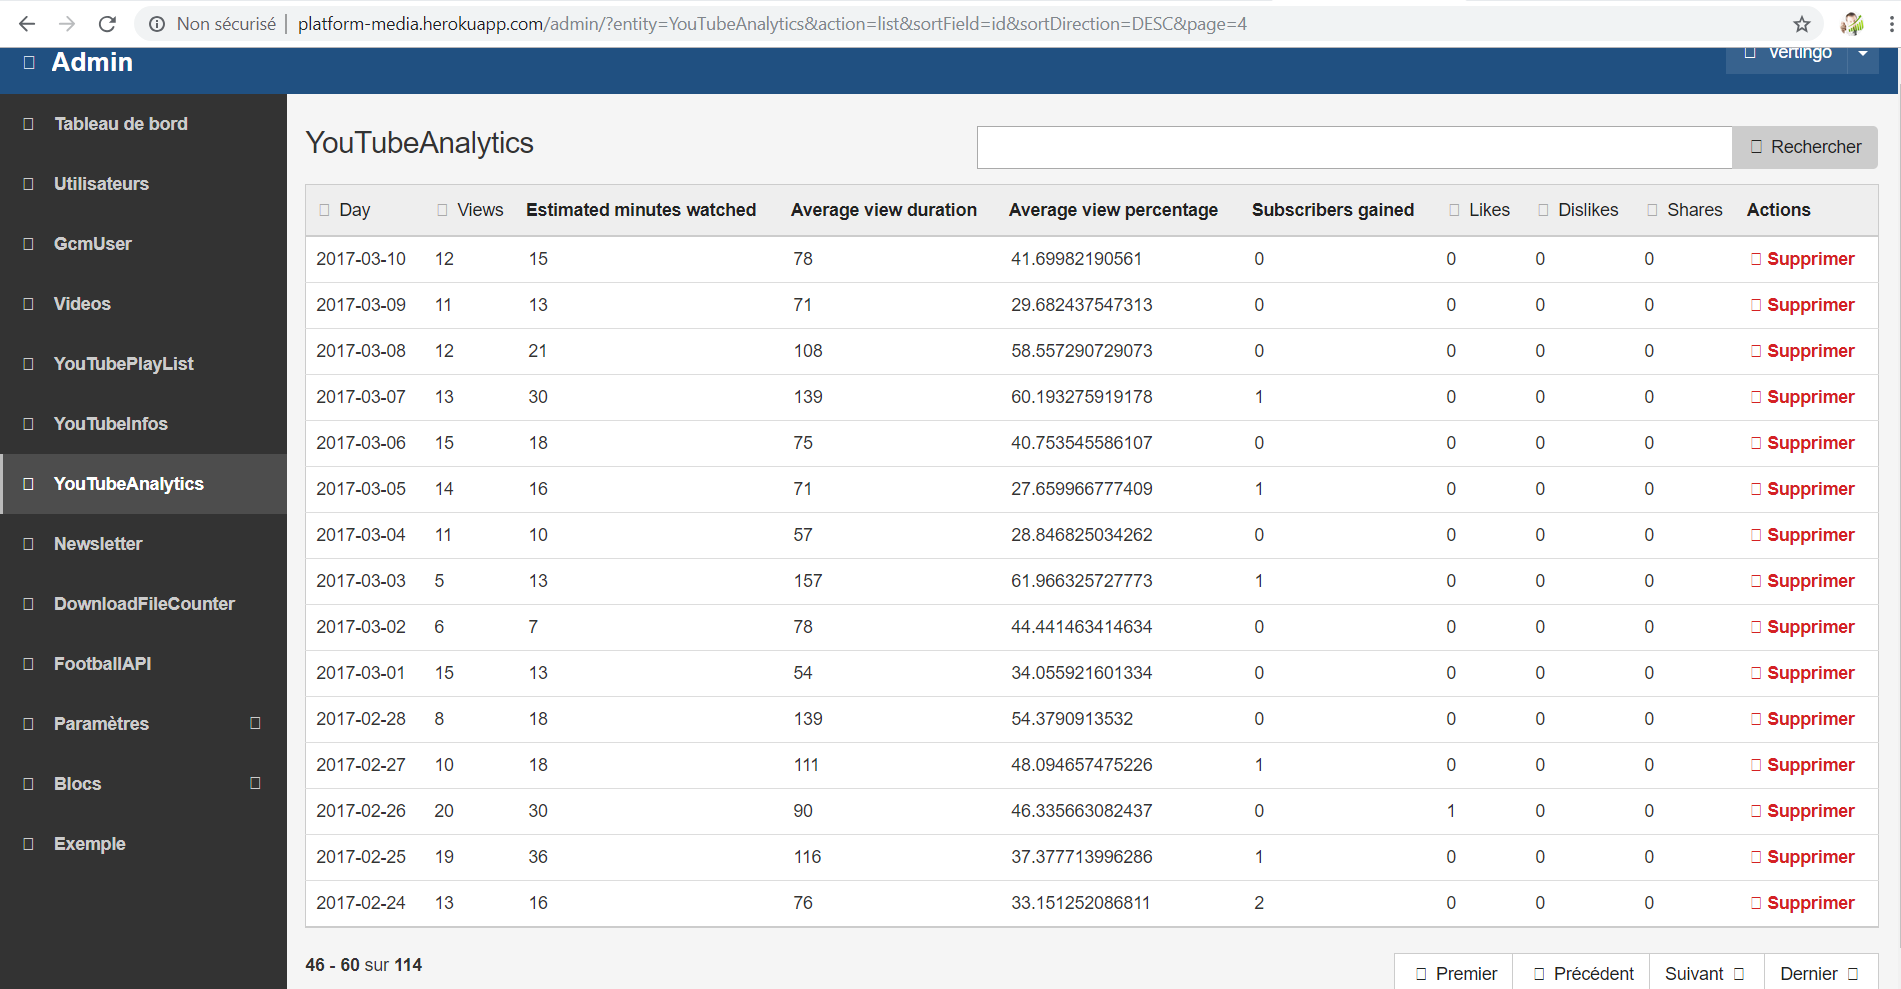 Non sécurisé | platform-media.herokuapp.com/admin/?entity=YouTubeAnalytics&action=list&sortField=id&sortDirection=DESC&page=4
Admin
Vertingo
Tableau de bord
Utilisateurs
GcmUser
Videos
YouTubePlayList
YouTubeInfos
YouTubeAnalytics
Newsletter
DownloadFileCounter
FootballAPI
Paramètres
Blocs
Exemple
YouTubeAnalytics
Rechercher
Day Views Estimated minutes watched Average view duration Average view percentage Subscribers gained Likes Dislikes Shares Actions
2017-03-10 12 15 78 41.69982190561 0 0 0 0 Supprimer
2017-03-09 11 13 71 29.682437547313 0 0 0 0 Supprimer
2017-03-08 12 21 108 58.557290729073 0 0 0 0 Supprimer
2017-03-07 13 30 139 60.193275919178 1 0 0 0 Supprimer
2017-03-06 15 18 75 40.753545586107 0 0 0 0 Supprimer
2017-03-05 14 16 71 27.659966777409 1 0 0 0 Supprimer
2017-03-04 11 10 57 28.846825034262 0 0 0 0 Supprimer
2017-03-03 5 13 157 61.966325727773 1 0 0 0 Supprimer
2017-03-02 6 7 78 44.441463414634 0 0 0 0 Supprimer
2017-03-01 15 13 54 34.055921601334 0 0 0 0 Supprimer
2017-02-28 8 18 139 54.3790913532 0 0 0 0 Supprimer
2017-02-27 10 18 111 48.094657475226 1 0 0 0 Supprimer
2017-02-26 20 30 90 46.335663082437 0 1 0 0 Supprimer
2017-02-25 19 36 116 37.377713996286 1 0 0 0 Supprimer
2017-02-24 13 16 76 33.151252086811 2 0 0 0 Supprimer
46 - 60 sur 114
Premier Précédent Suivant Dernier